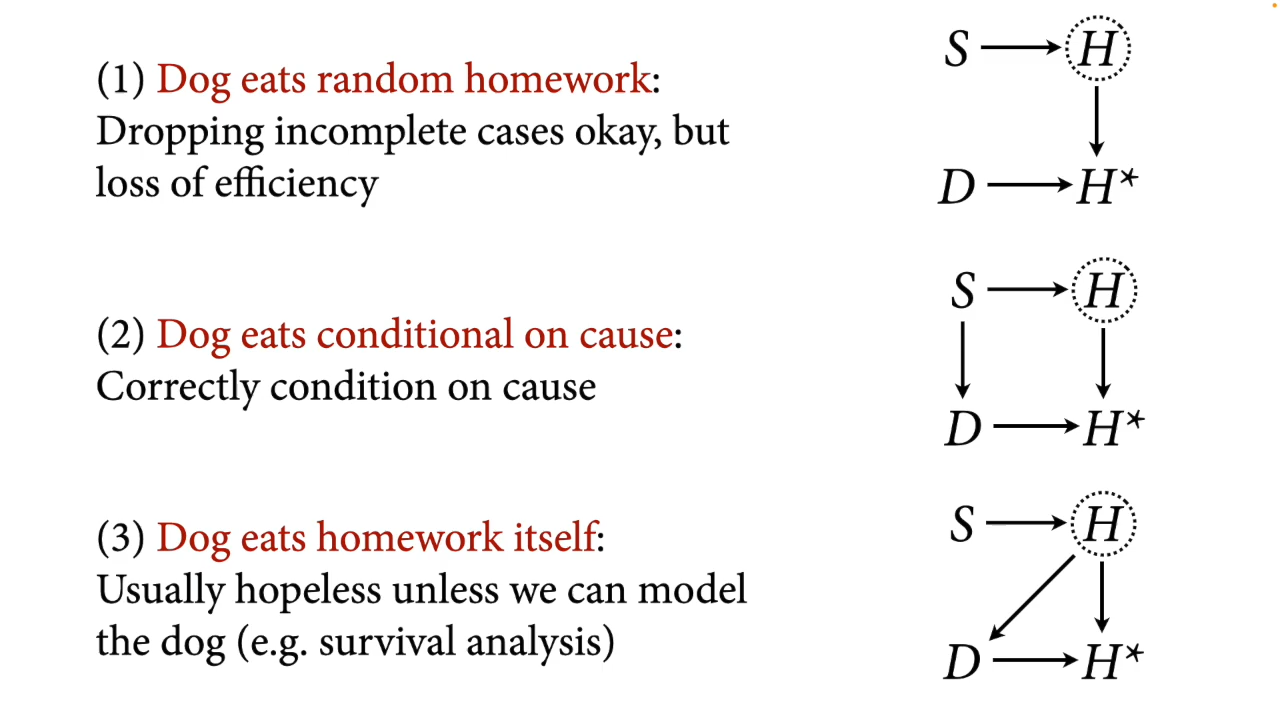 (1) Dog eats random homework:
Dropping incomplete cases okay, but
loss of efficiency
S H
D H*
(2) Dog eats conditional on cause:
Correctly condition on cause
S H
D H*
(3) Dog eats homework itself:
Usually hopeless unless we can model
the dog (e.g. survival analysis)
S H
D H*